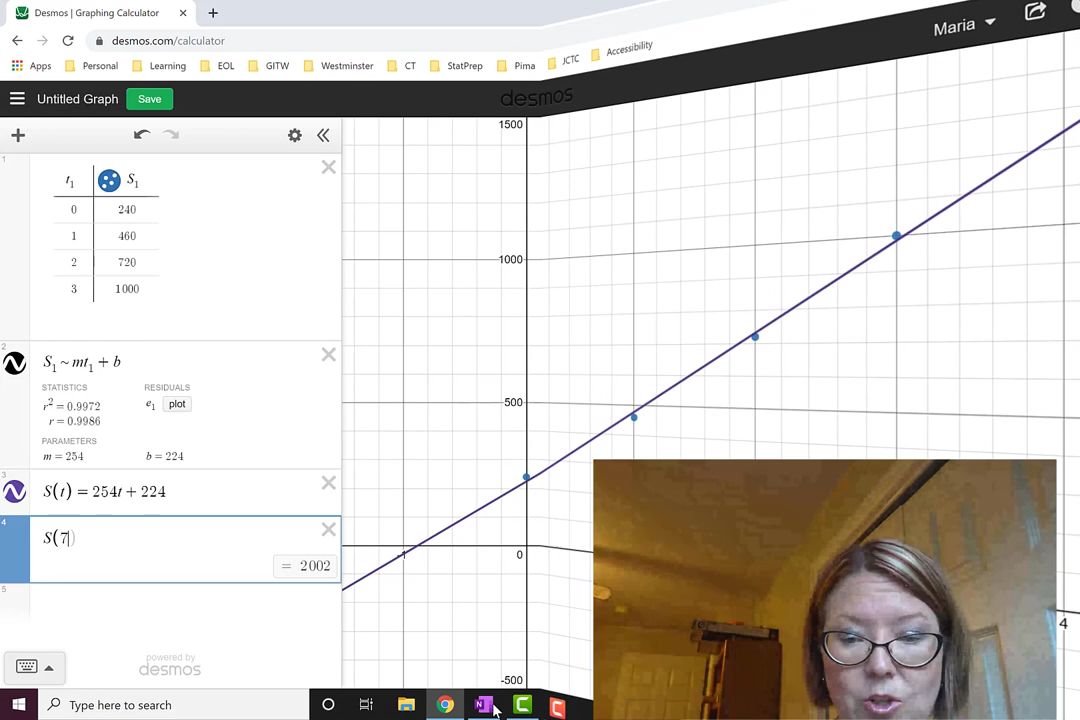 Desmos | Graphing Calculator
desmos.com/calculator
Apps Personal Learning EOL GITW Westminster CT StatPrep Pima JCTC Accessibility
Untitled Graph Save desmos Maria
1
t₁ S₁
0 240
1 460
2 720
3 1000
2
S₁ ~ mt₁ + b
STATISTICS RESIDUALS
r² = 0.9972 e₁ plot
r = 0.9986
PARAMETERS
m = 254 b = 224
3
S(t) = 254t + 224
4
S(7)
= 2002
5
powered by
desmos
1500
1000
500
0
-500
-1
4
Type here to search